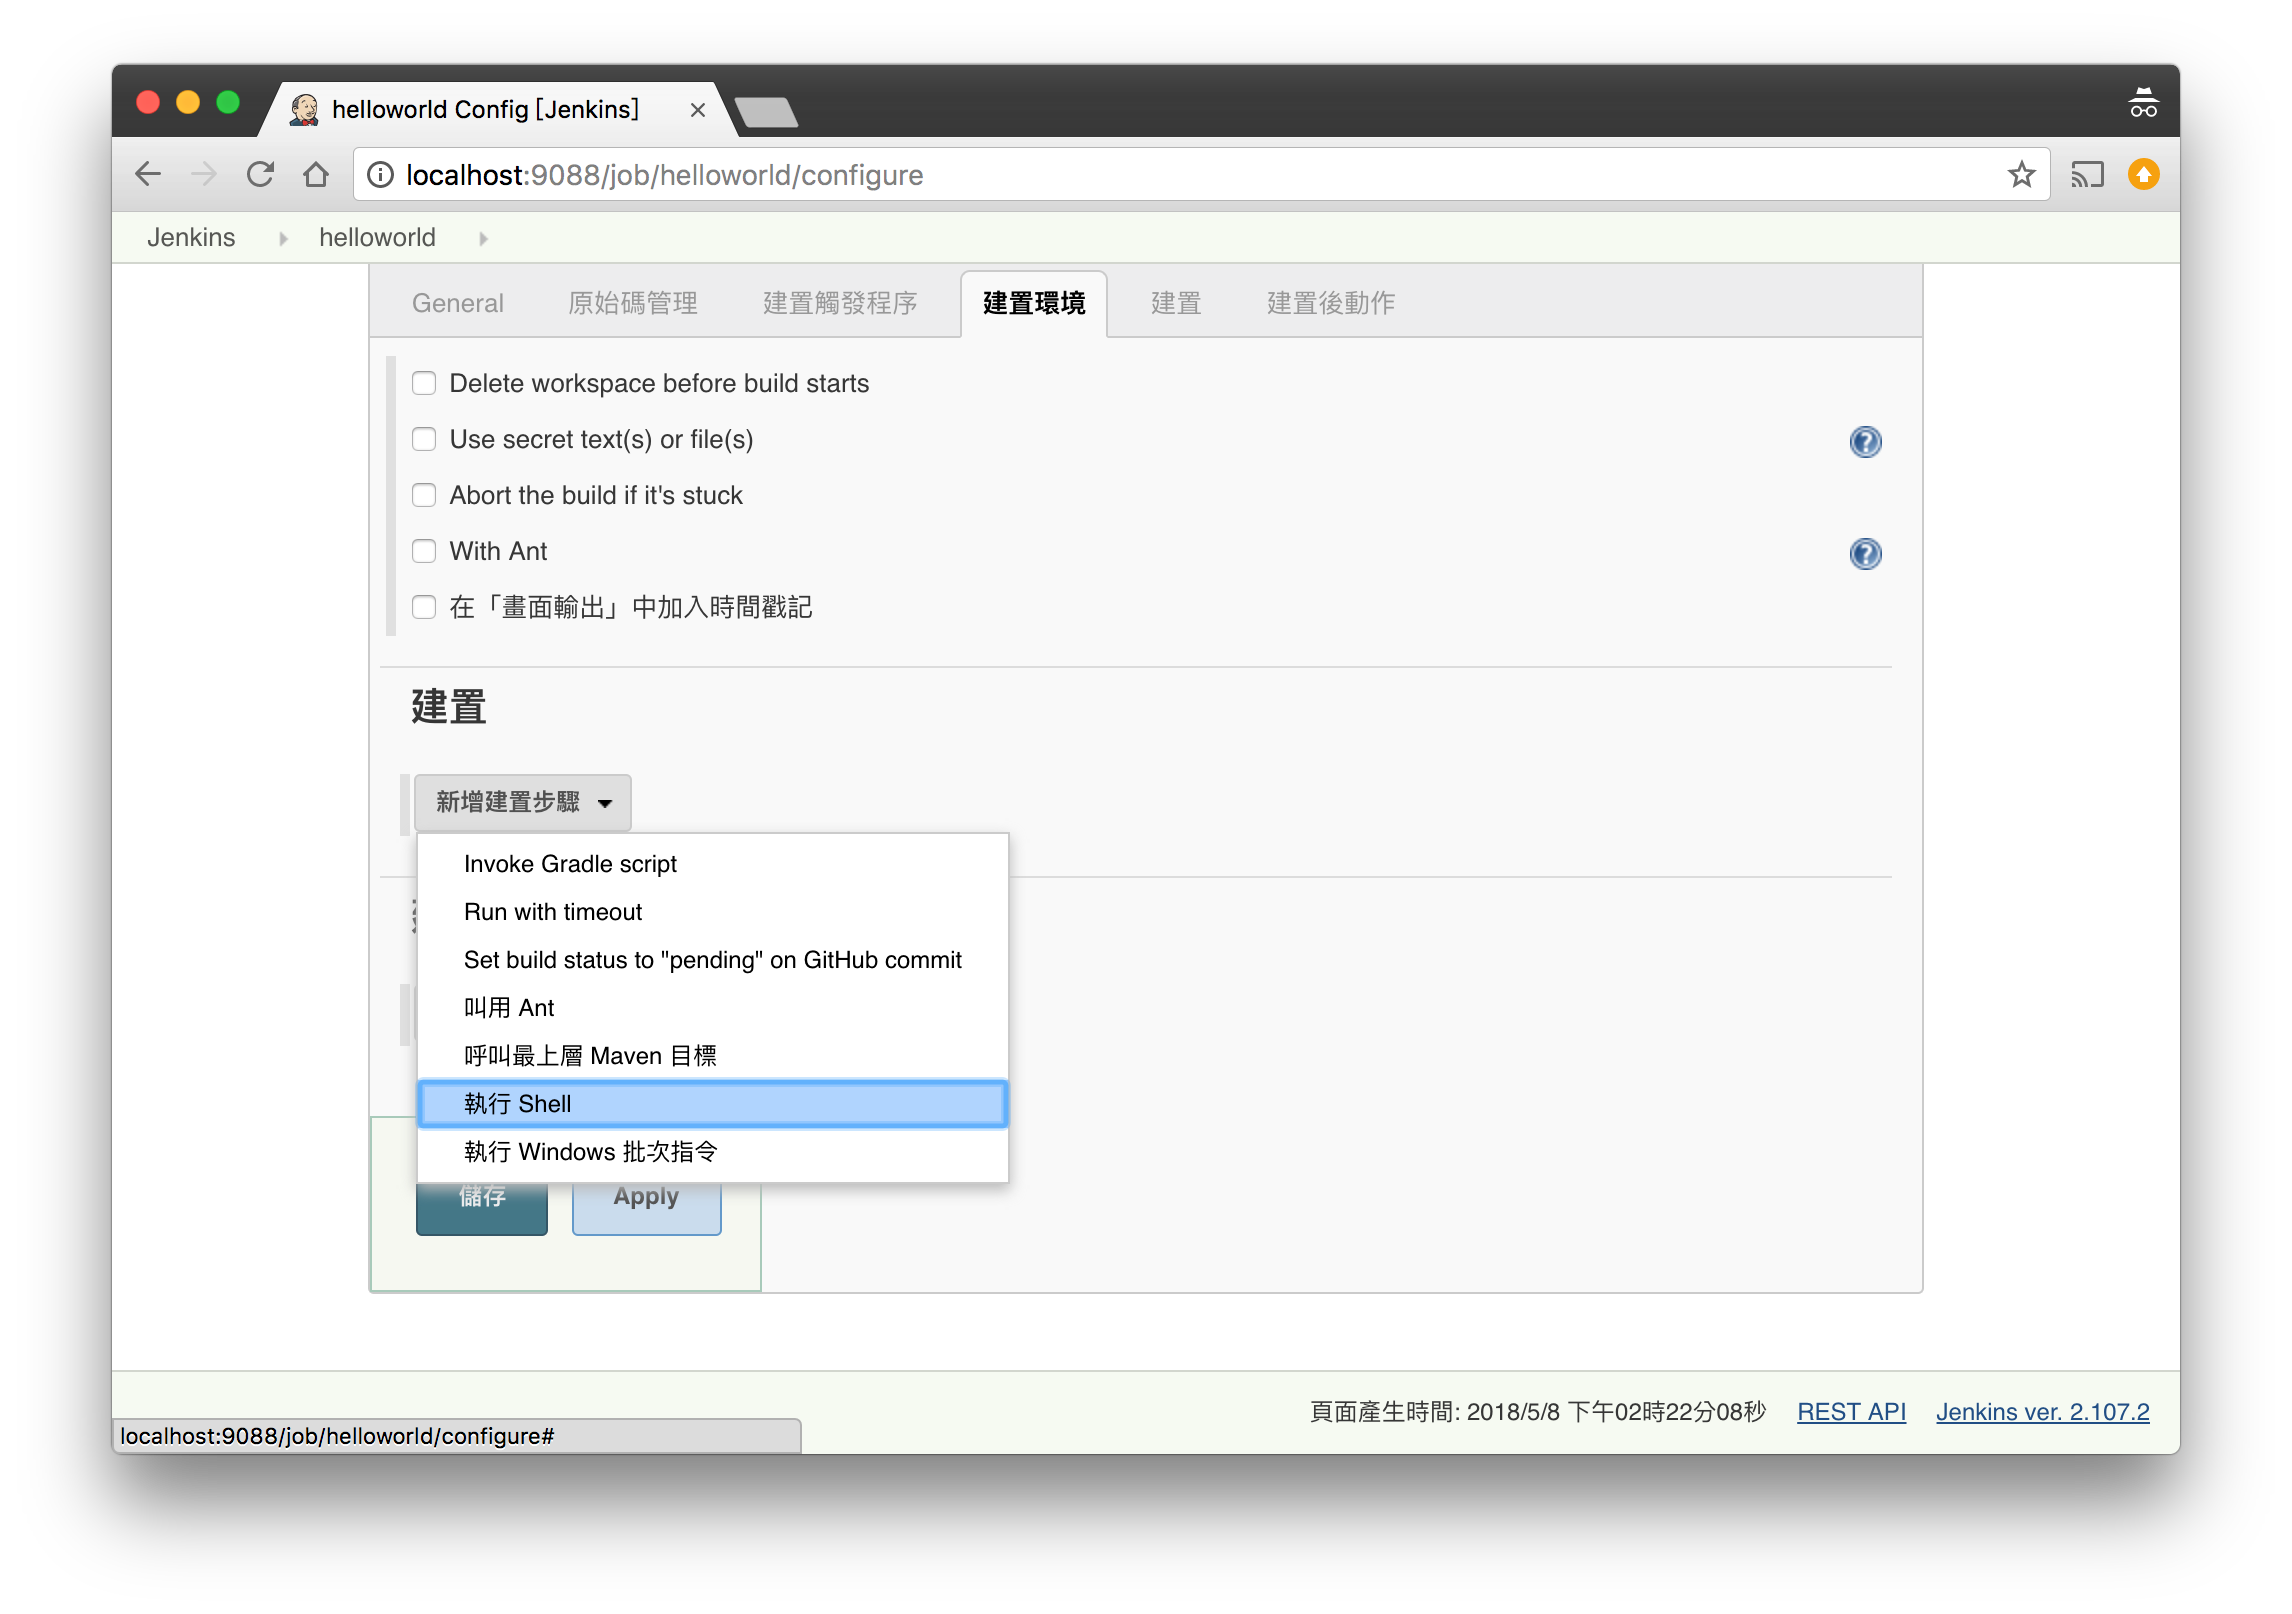 helloworld Config [Jenkins]
localhost:9088/job/helloworld/configure
Jenkins helloworld
General 原始碼管理 建置觸發程序 建置環境 建置 建置後動作
Delete workspace before build starts
Use secret text(s) or file(s)
Abort the build if it's stuck
With Ant
在「畫面輸出」中加入時間戳記
建置
新增建置步驟
Invoke Gradle script
Run with timeout
Set build status to "pending" on GitHub commit
叫用 Ant
呼叫最上層 Maven 目標
執行 Shell
執行 Windows 批次指令
儲存 Apply
頁面產生時間: 2018/5/8 下午02時22分08秒 REST API Jenkins ver. 2.107.2
localhost:9088/job/helloworld/configure#